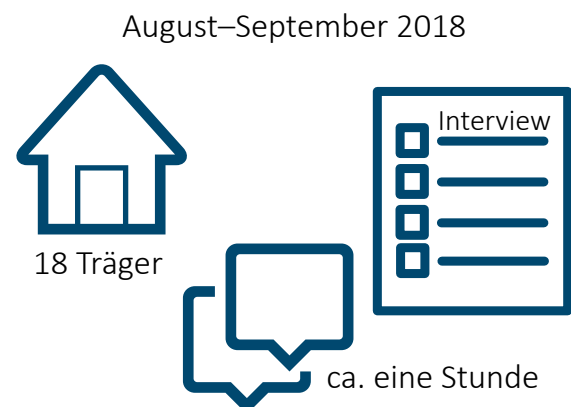 August–September 2018
Interview
18 Träger
ca. eine Stunde